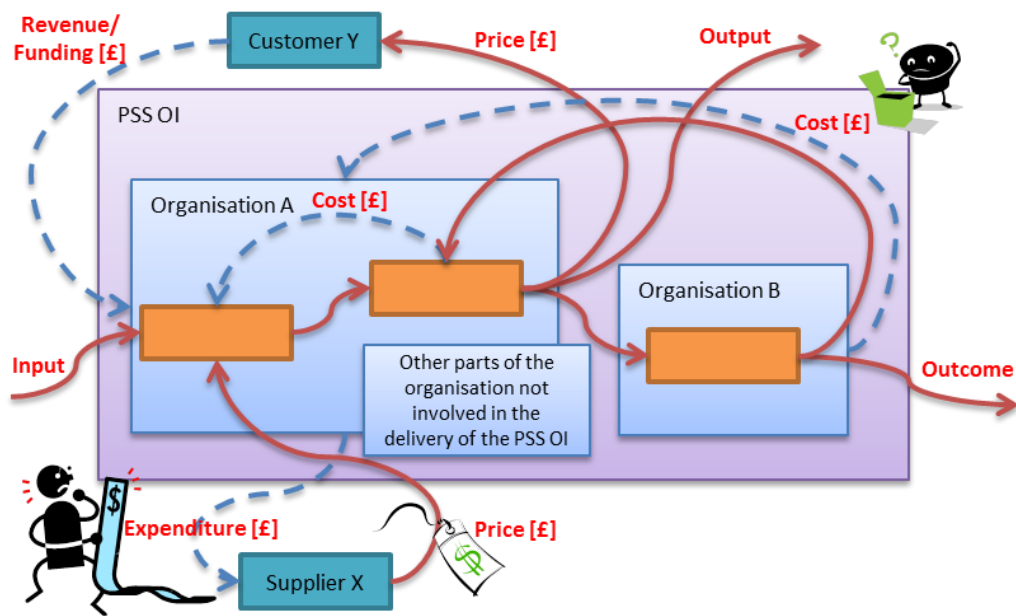 Revenue/
Funding [£]
Customer Y
Price [£]
Output
?
PSS OI
Cost [£]
Organisation A
Cost [£]
Organisation B
Input
Other parts of the
organisation not
involved in the
delivery of the PSS OI
Outcome
$
Expenditure [£]
Price [£]
$
Supplier X